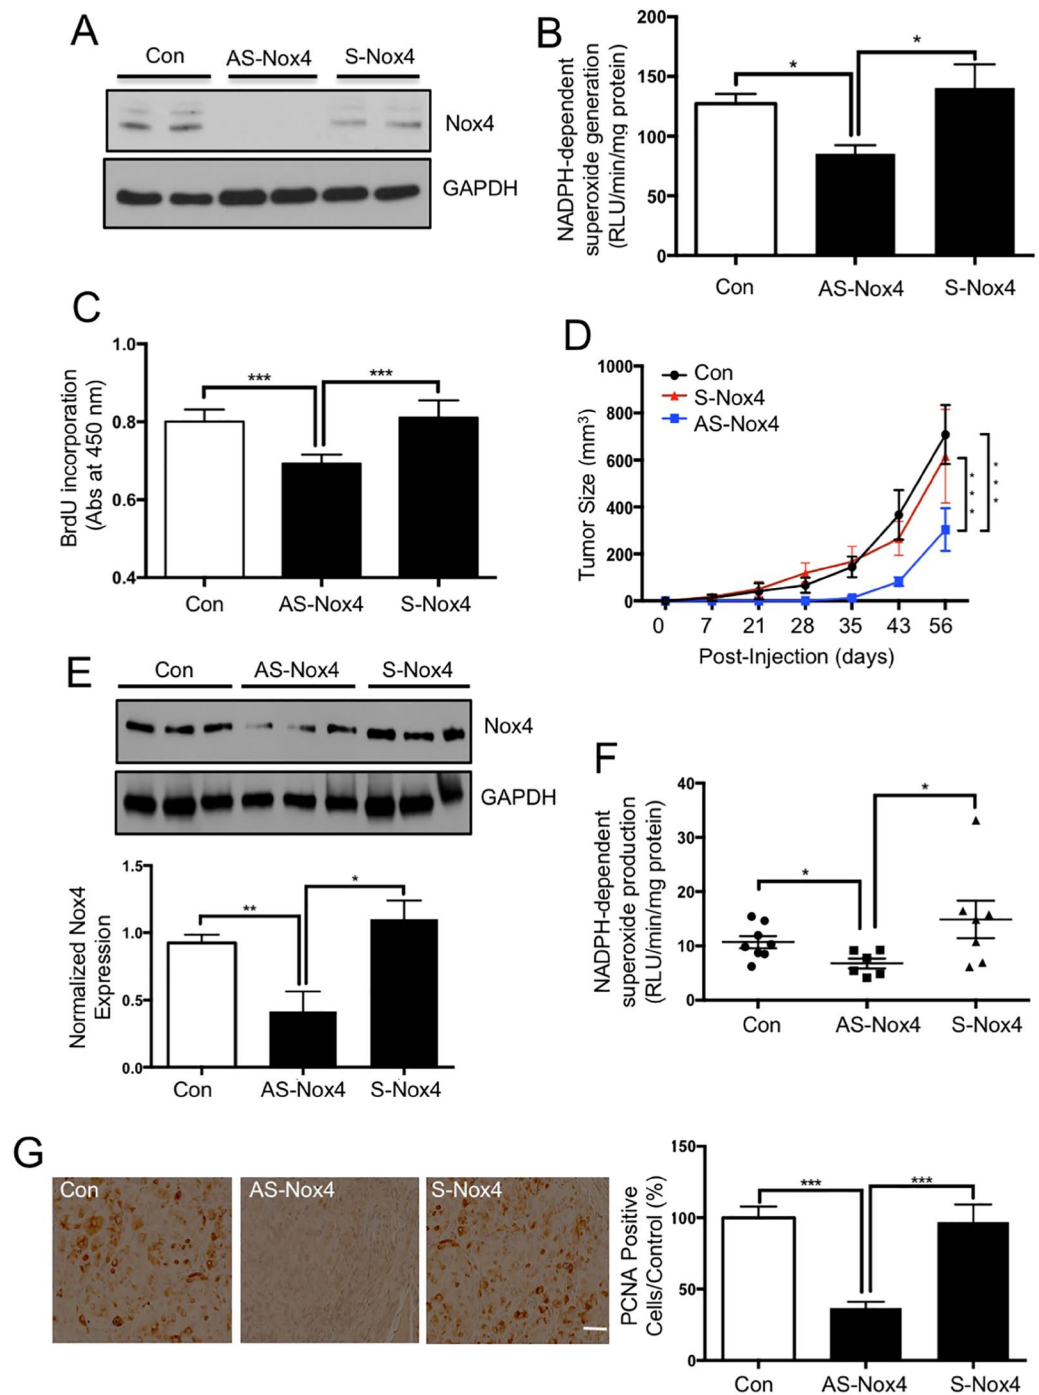 A
Con AS-Nox4 S-Nox4
Nox4
GAPDH
B
NADPH-dependent
superoxide generation
(RLU/min/mg protein)
200
150
100
50
0
* *
Con AS-Nox4 S-Nox4
C
BrdU incorporation
(Abs at 450 nm)
1.0
0.8
0.6
0.4
*** ***
Con AS-Nox4 S-Nox4
D
Tumor Size (mm³)
1000
800
600
400
200
0
Con
S-Nox4
AS-Nox4
*** ***
0 7 21 28 35 43 56
Post-Injection (days)
E
Con AS-Nox4 S-Nox4
Nox4
GAPDH
Normalized Nox4
Expression
1.5
1.0
0.5
0.0
** *
Con AS-Nox4 S-Nox4
F
NADPH-dependent
superoxide production
(RLU/min/mg protein)
40
30
20
10
0
* *
Con AS-Nox4 S-Nox4
G
Con AS-Nox4 S-Nox4
PCNA Positive
Cells/Control (%)
150
100
50
0
*** ***
Con AS-Nox4 S-Nox4